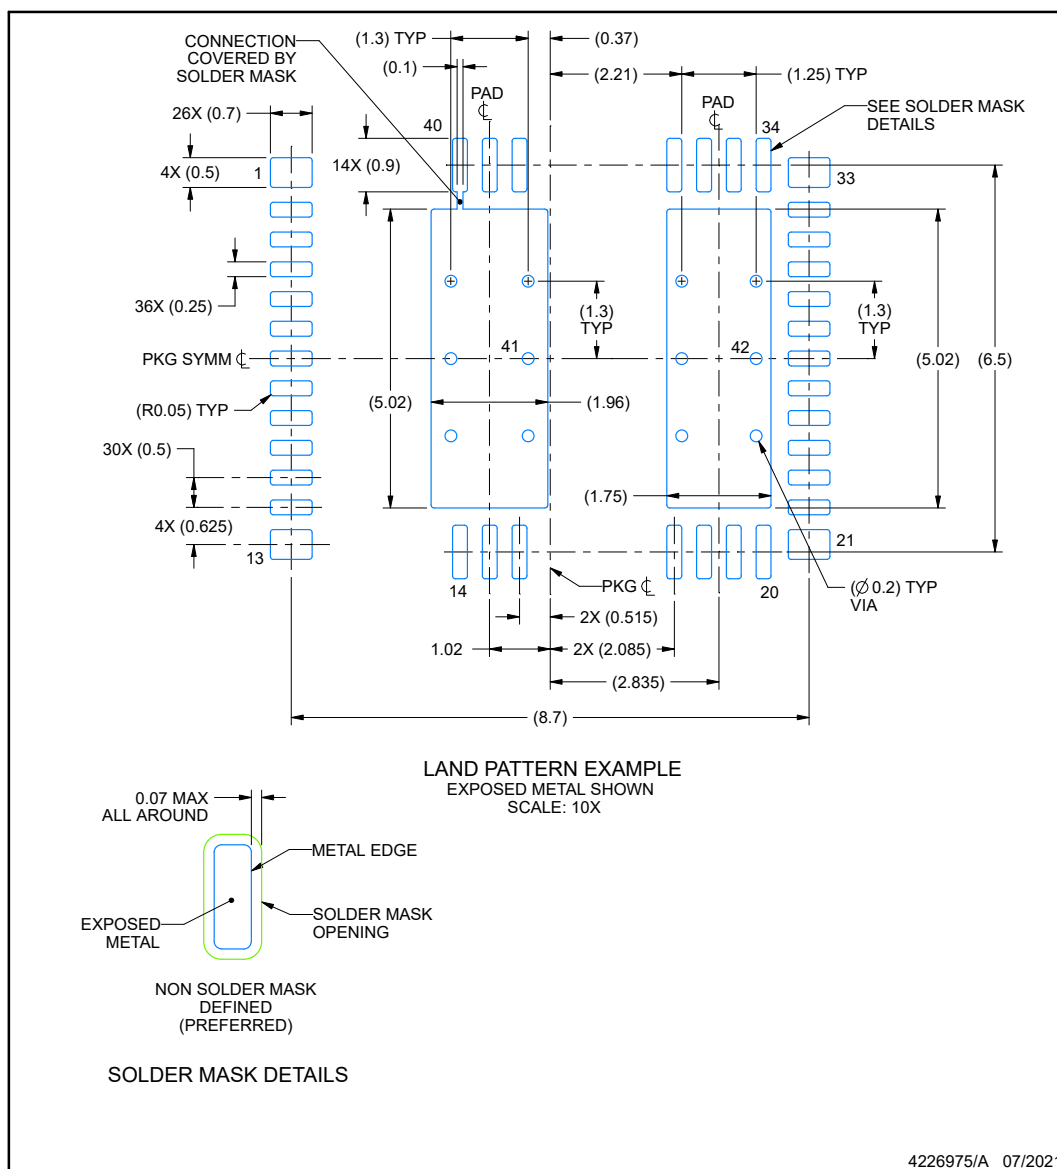 CONNECTION
COVERED BY
SOLDER MASK
(1.3) TYP
(0.37)
(0.1)
(2.21)
(1.25) TYP
PAD
℄
PAD
℄
26X (0.7)
40
34
SEE SOLDER MASK
DETAILS
4X (0.5)
1
14X (0.9)
33
36X (0.25)
(1.3)
TYP
(1.3)
TYP
PKG SYMM ℄
41
42
(5.02)
(6.5)
(R0.05) TYP
(5.02)
(1.96)
30X (0.5)
(1.75)
4X (0.625)
13
21
14
PKG ℄
20
(Ø 0.2) TYP
VIA
2X (0.515)
1.02
2X (2.085)
(2.835)
(8.7)
LAND PATTERN EXAMPLE
EXPOSED METAL SHOWN
SCALE: 10X
0.07 MAX
ALL AROUND
METAL EDGE
EXPOSED
METAL
SOLDER MASK
OPENING
NON SOLDER MASK
DEFINED
(PREFERRED)
SOLDER MASK DETAILS
4226975/A 07/2021